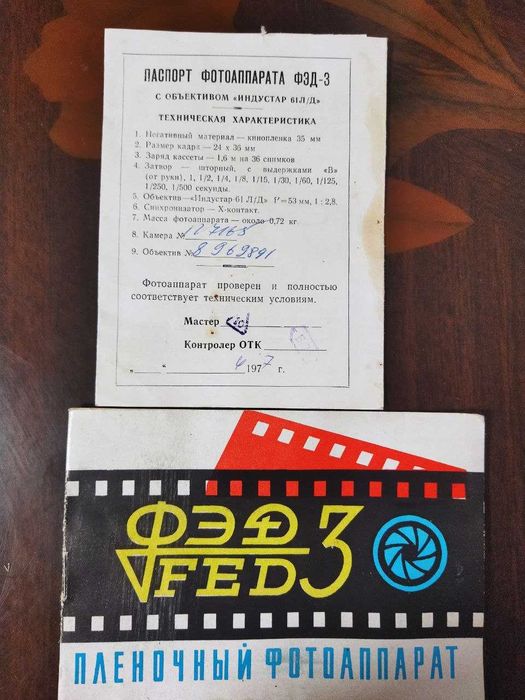 ПАСПОРТ ФОТОАППАРАТА ФЭД-3
С ОБЪЕКТИВОМ «ИНДУСТАР 61Л/Д»
ТЕХНИЧЕСКАЯ ХАРАКТЕРИСТИКА
1. Негативный материал — кинопленка 35 мм
2. Размер кадра — 24 х 36 мм
3. Заряд кассеты — 1,6 м на 36 снимков
4. Затвор — шторный, с выдержками «В»
(от руки), 1, 1/2, 1/4, 1/8, 1/15, 1/30, 1/60, 1/125,
1/250, 1/500 секунды.
5. Объектив—«Индустар 61 Л/Д» F'=53 мм, 1 : 2,8.
6. Синхронизатор — Х-контакт.
7. Масса фотоаппарата — около 0,72 кг.
8. Камера №
9. Объектив № 8969891
Фотоаппарат проверен и полностью
соответствует техническим условиям.
Мастер
Контролер ОТК
„ “ 4 1977 г.
ФЭД 3
FED
ПЛЕНОЧНЫЙ ФОТОАППАРАТ